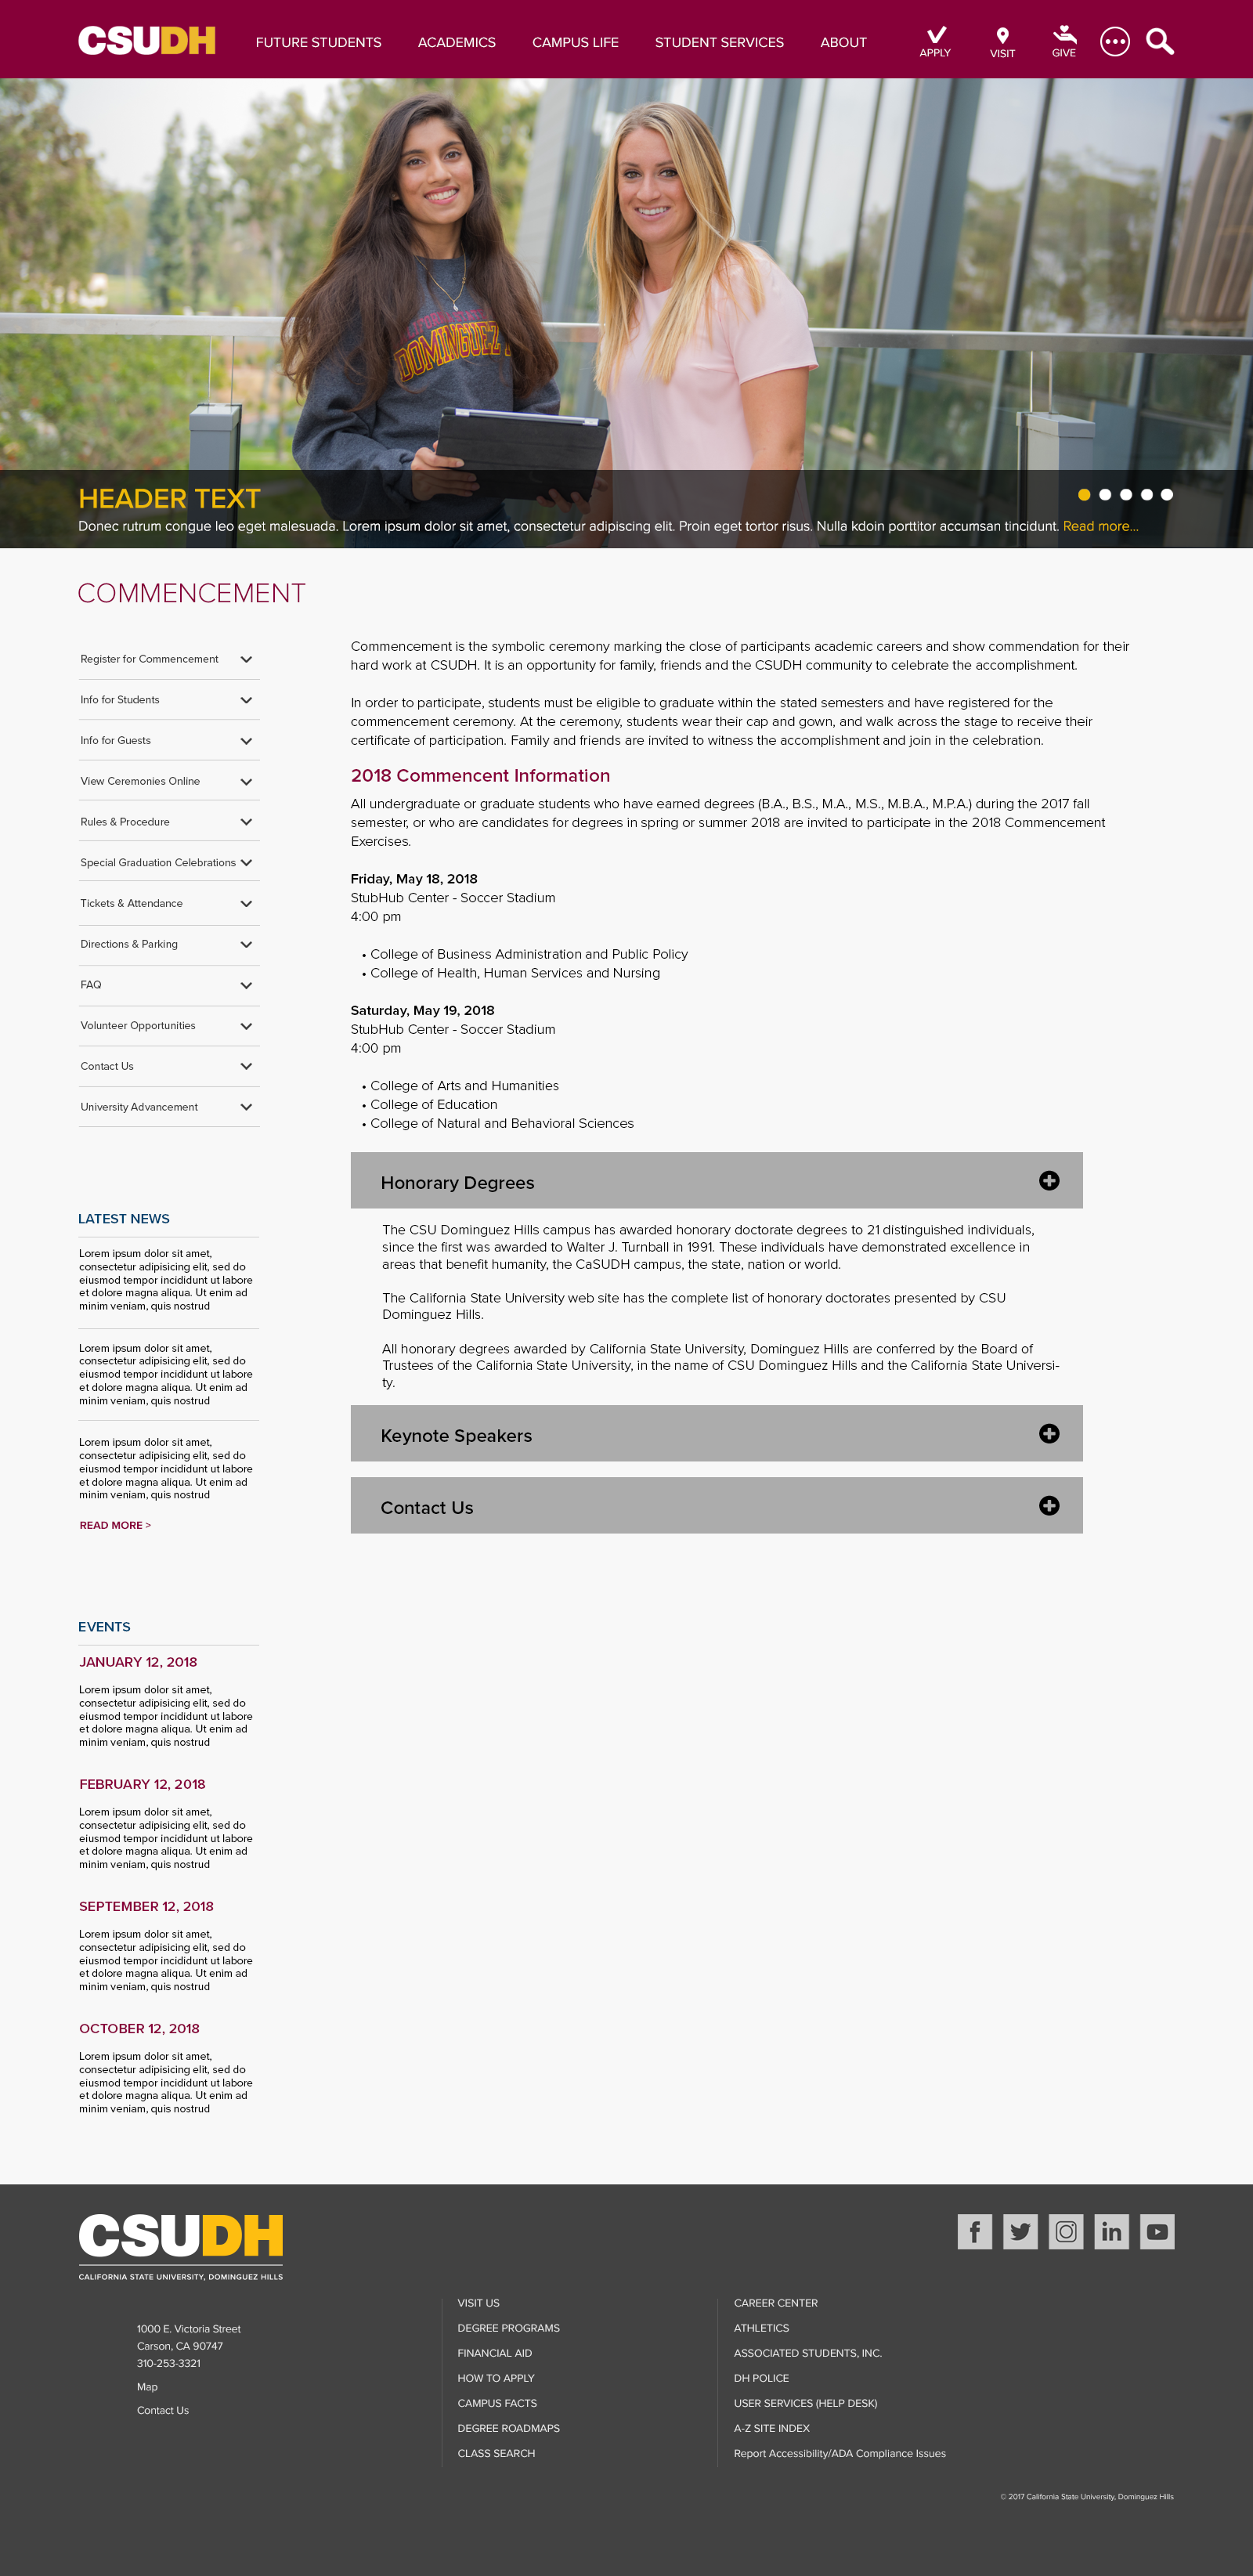 CSUDH
FUTURE STUDENTS
ACADEMICS
CAMPUS LIFE
STUDENT SERVICES
ABOUT
APPLY
VISIT
GIVE
DOMINGUEZ
HEADER TEXT
Donec rutrum congue leo eget malesuada. Lorem ipsum dolor sit amet, consectetur adipiscing elit. Proin eget tortor risus. Nulla kdoin porttitor accumsan tincidunt. Read more...
COMMENCEMENT
Register for Commencement
Info for Students
Info for Guests
View Ceremonies Online
Rules & Procedure
Special Graduation Celebrations
Tickets & Attendance
Directions & Parking
FAQ
Volunteer Opportunities
Contact Us
University Advancement
LATEST NEWS
Lorem ipsum dolor sit amet,
consectetur adipisicing elit, sed do
eiusmod tempor incididunt ut labore
et dolore magna aliqua. Ut enim ad
minim veniam, quis nostrud
Lorem ipsum dolor sit amet,
consectetur adipisicing elit, sed do
eiusmod tempor incididunt ut labore
et dolore magna aliqua. Ut enim ad
minim veniam, quis nostrud
Lorem ipsum dolor sit amet,
consectetur adipisicing elit, sed do
eiusmod tempor incididunt ut labore
et dolore magna aliqua. Ut enim ad
minim veniam, quis nostrud
READ MORE >
EVENTS
JANUARY 12, 2018
Lorem ipsum dolor sit amet,
consectetur adipisicing elit, sed do
eiusmod tempor incididunt ut labore
et dolore magna aliqua. Ut enim ad
minim veniam, quis nostrud
FEBRUARY 12, 2018
Lorem ipsum dolor sit amet,
consectetur adipisicing elit, sed do
eiusmod tempor incididunt ut labore
et dolore magna aliqua. Ut enim ad
minim veniam, quis nostrud
SEPTEMBER 12, 2018
Lorem ipsum dolor sit amet,
consectetur adipisicing elit, sed do
eiusmod tempor incididunt ut labore
et dolore magna aliqua. Ut enim ad
minim veniam, quis nostrud
OCTOBER 12, 2018
Lorem ipsum dolor sit amet,
consectetur adipisicing elit, sed do
eiusmod tempor incididunt ut labore
et dolore magna aliqua. Ut enim ad
minim veniam, quis nostrud
Commencement is the symbolic ceremony marking the close of participants academic careers and show commendation for their
hard work at CSUDH. It is an opportunity for family, friends and the CSUDH community to celebrate the accomplishment.
In order to participate, students must be eligible to graduate within the stated semesters and have registered for the
commencement ceremony. At the ceremony, students wear their cap and gown, and walk across the stage to receive their
certificate of participation. Family and friends are invited to witness the accomplishment and join in the celebration.
2018 Commencent Information
All undergraduate or graduate students who have earned degrees (B.A., B.S., M.A., M.S., M.B.A., M.P.A.) during the 2017 fall
semester, or who are candidates for degrees in spring or summer 2018 are invited to participate in the 2018 Commencement
Exercises.
Friday, May 18, 2018
StubHub Center - Soccer Stadium
4:00 pm
• College of Business Administration and Public Policy
• College of Health, Human Services and Nursing
Saturday, May 19, 2018
StubHub Center - Soccer Stadium
4:00 pm
• College of Arts and Humanities
• College of Education
• College of Natural and Behavioral Sciences
Honorary Degrees
The CSU Dominguez Hills campus has awarded honorary doctorate degrees to 21 distinguished individuals,
since the first was awarded to Walter J. Turnball in 1991. These individuals have demonstrated excellence in
areas that benefit humanity, the CaSUDH campus, the state, nation or world.
The California State University web site has the complete list of honorary doctorates presented by CSU
Dominguez Hills.
All honorary degrees awarded by California State University, Dominguez Hills are conferred by the Board of
Trustees of the California State University, in the name of CSU Dominguez Hills and the California State Universi-
ty.
Keynote Speakers
Contact Us
CSUDH
CALIFORNIA STATE UNIVERSITY, DOMINGUEZ HILLS
1000 E. Victoria Street
Carson, CA 90747
310-253-3321
Map
Contact Us
VISIT US
DEGREE PROGRAMS
FINANCIAL AID
HOW TO APPLY
CAMPUS FACTS
DEGREE ROADMAPS
CLASS SEARCH
CAREER CENTER
ATHLETICS
ASSOCIATED STUDENTS, INC.
DH POLICE
USER SERVICES (HELP DESK)
A-Z SITE INDEX
Report Accessibility/ADA Compliance Issues
© 2017 California State University, Dominguez Hills